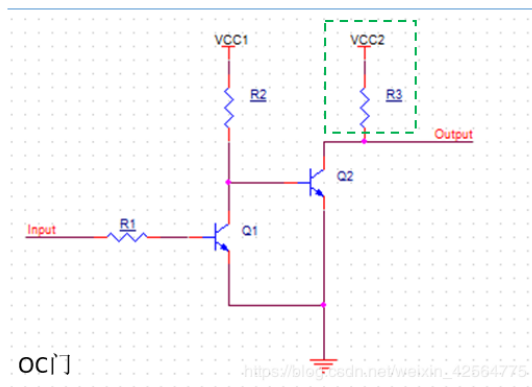 VCC1
VCC2
R2
R3
Output
Q2
R1
Q1
Input
OC门
https://blog.csdn.net/weixin_42664775